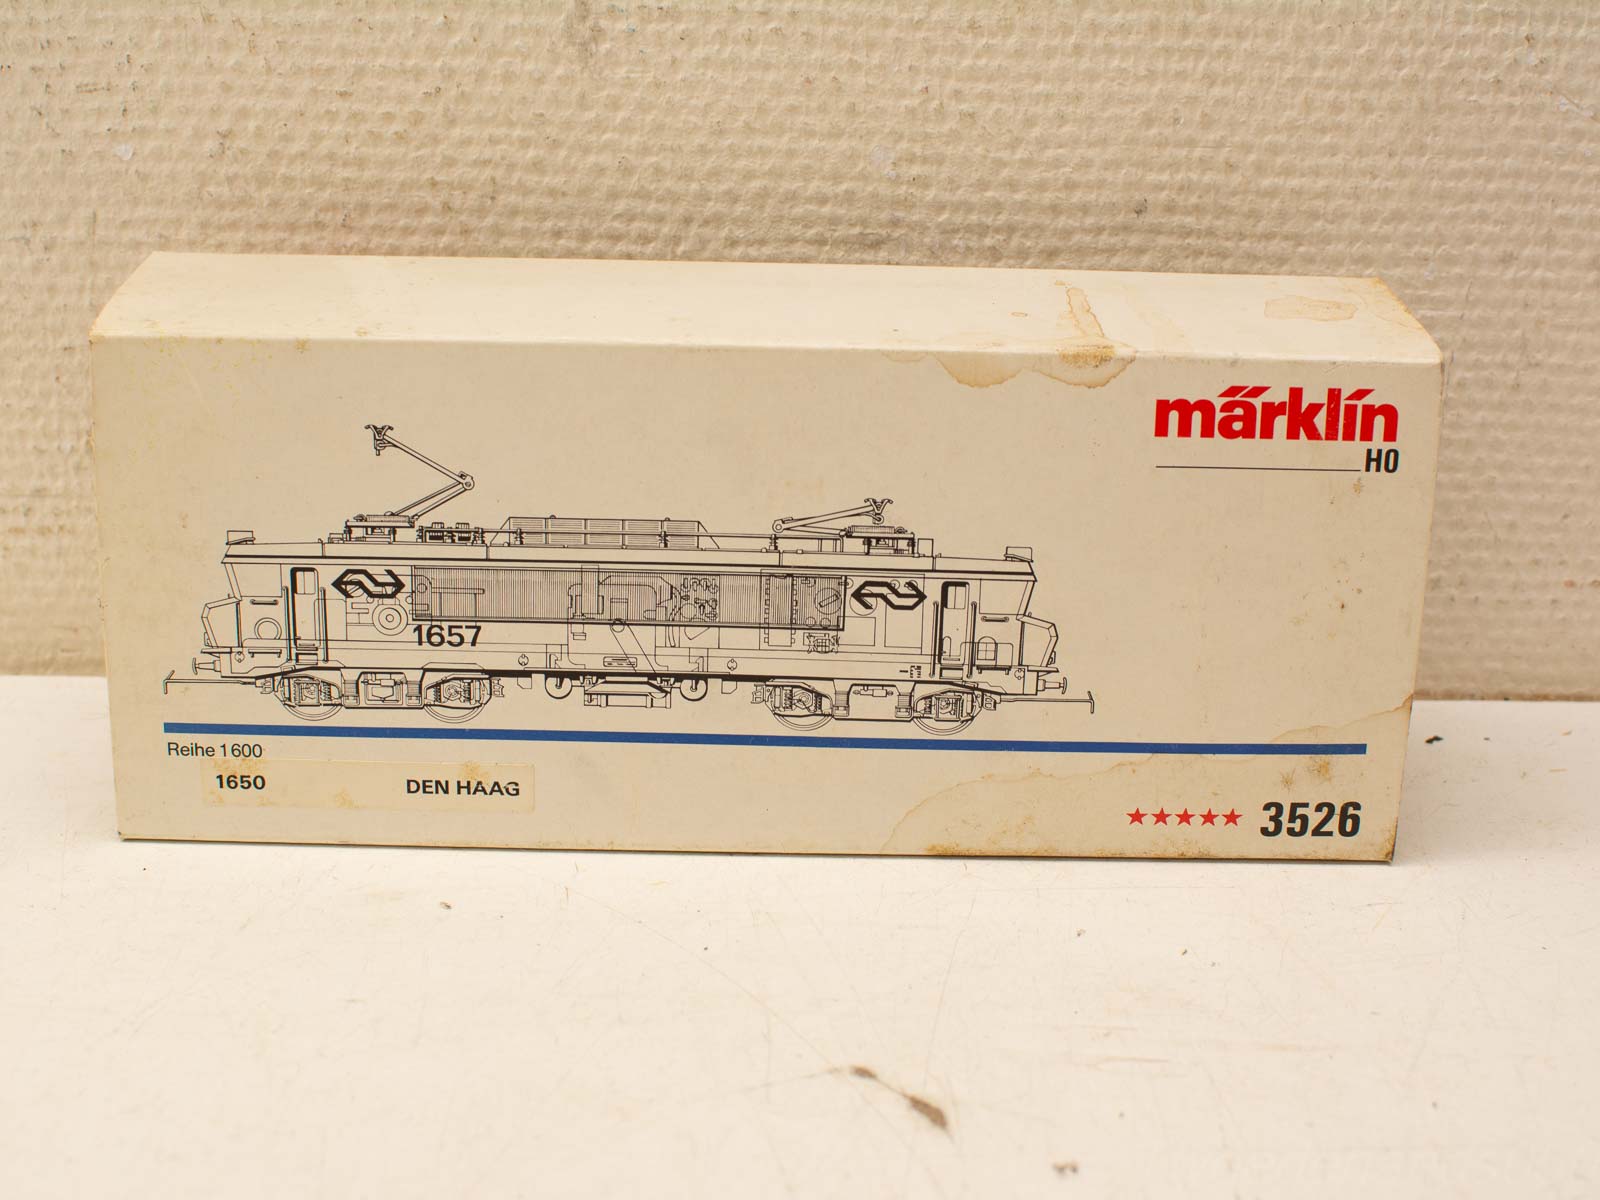 märklin
H0
1657
Reihe 1600
1650 DEN HAAG
★★★★★ 3526